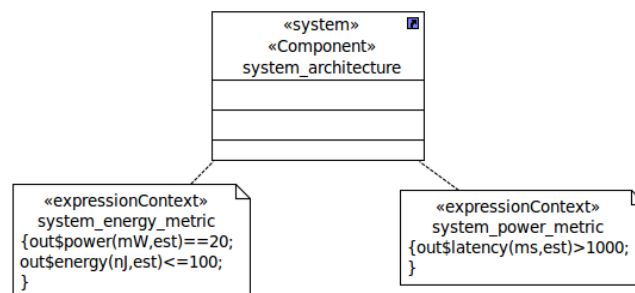 «system»
«Component»
system_architecture
«expressionContext»
system_energy_metric
{out$power(mW,est)==20;
out$energy(nJ,est)<=100;
}
«expressionContext»
system_power_metric
{out$latency(ms,est)>1000;
}